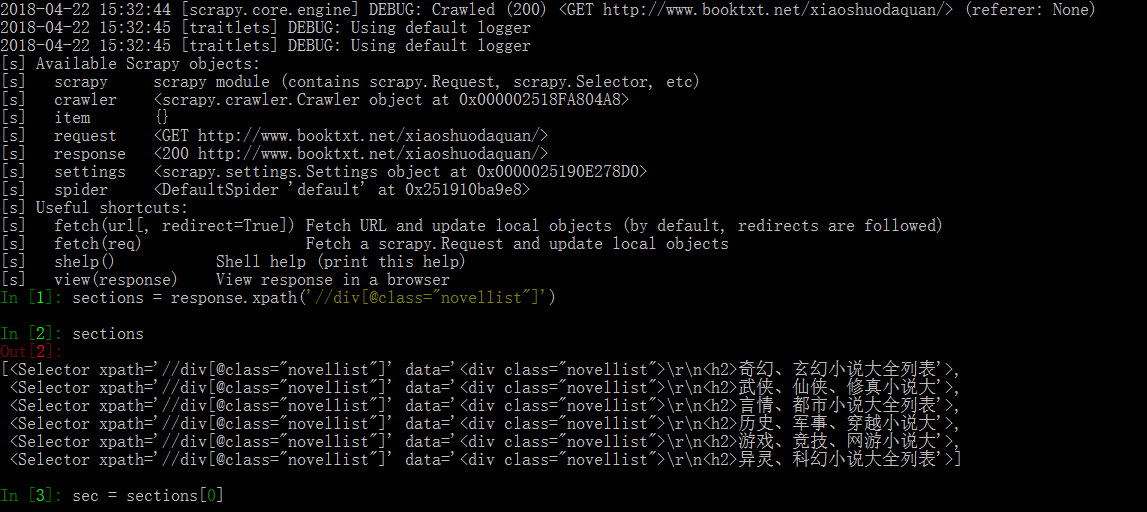 2018-04-22 15:32:44 [scrapy.core.engine] DEBUG: Crawled (200) <GET http://www.booktxt.net/xiaoshuodaquan/> (referer: None)
2018-04-22 15:32:45 [traitlets] DEBUG: Using default logger
2018-04-22 15:32:45 [traitlets] DEBUG: Using default logger
[s] Available Scrapy objects:
[s]   scrapy     scrapy module (contains scrapy.Request, scrapy.Selector, etc)
[s]   crawler    <scrapy.crawler.Crawler object at 0x000002518FA804A8>
[s]   item       {}
[s]   request    <GET http://www.booktxt.net/xiaoshuodaquan/>
[s]   response   <200 http://www.booktxt.net/xiaoshuodaquan/>
[s]   settings   <scrapy.settings.Settings object at 0x0000025190E278D0>
[s]   spider     <DefaultSpider 'default' at 0x251910ba9e8>
[s] Useful shortcuts:
[s]   fetch(url[, redirect=True]) Fetch URL and update local objects (by default, redirects are followed)
[s]   fetch(req)                  Fetch a scrapy.Request and update local objects
[s]   shelp()           Shell help (print this help)
[s]   view(response)    View response in a browser
In [1]: sections = response.xpath('//div[@class="novellist"]')
In [2]: sections
Out[2]:
[<Selector xpath='//div[@class="novellist"]' data='<div class="novellist">\r\n<h2>奇幻、玄幻小说大全列表'>,
 <Selector xpath='//div[@class="novellist"]' data='<div class="novellist">\r\n<h2>武侠、仙侠、修真小说大'>,
 <Selector xpath='//div[@class="novellist"]' data='<div class="novellist">\r\n<h2>言情、都市小说大全列表'>,
 <Selector xpath='//div[@class="novellist"]' data='<div class="novellist">\r\n<h2>历史、军事、穿越小说大'>,
 <Selector xpath='//div[@class="novellist"]' data='<div class="novellist">\r\n<h2>游戏、竞技、网游小说大'>,
 <Selector xpath='//div[@class="novellist"]' data='<div class="novellist">\r\n<h2>异灵、科幻小说大全列表'>]
In [3]: sec = sections[0]